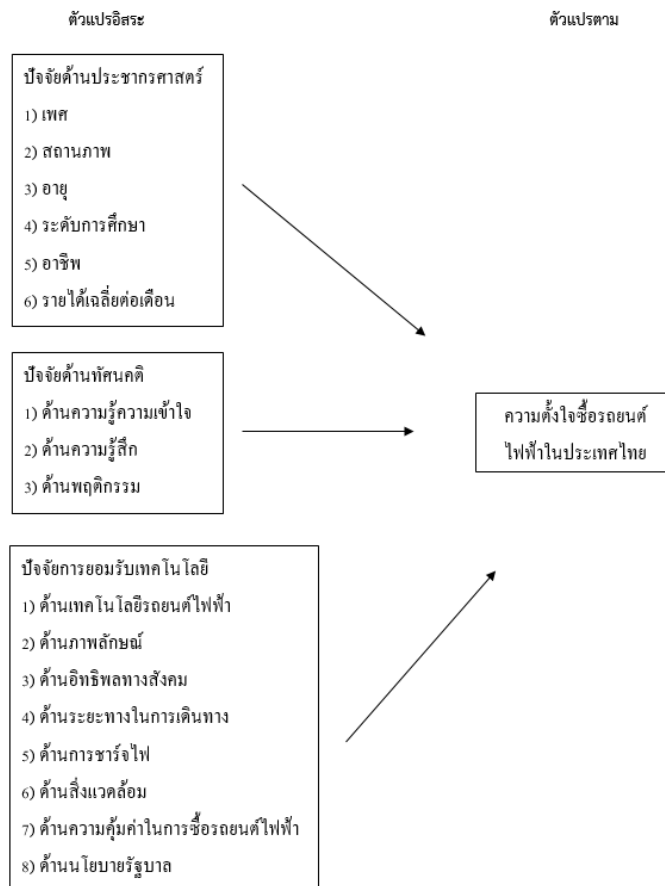 ตัวแปรอิสระ
ตัวแปรตาม
ปัจจัยด้านประชากรศาสตร์
1) เพศ
2) สถานภาพ
3) อายุ
4) ระดับการศึกษา
5) อาชีพ
6) รายได้เฉลี่ยต่อเดือน
ปัจจัยด้านทัศนคติ
1) ด้านความรู้ความเข้าใจ
2) ด้านความรู้สึก
3) ด้านพฤติกรรม
ความตั้งใจซื้อรถยนต์
ไฟฟ้าในประเทศไทย
ปัจจัยการยอมรับเทคโนโลยี
1) ด้านเทคโนโลยีรถยนต์ไฟฟ้า
2) ด้านภาพลักษณ์
3) ด้านอิทธิพลทางสังคม
4) ด้านระยะทางในการเดินทาง
5) ด้านการชาร์จไฟ
6) ด้านสิ่งแวดล้อม
7) ด้านความคุ้มค่าในการซื้อรถยนต์ไฟฟ้า
8) ด้านนโยบายรัฐบาล